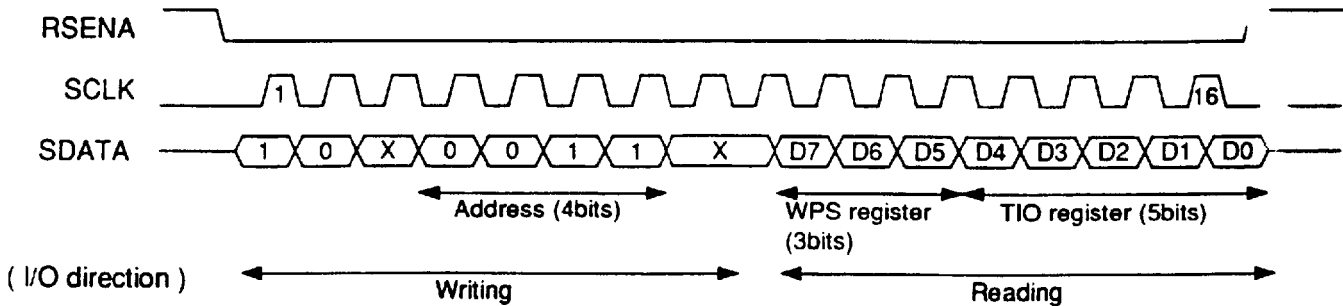 RSENA
SCLK 1 16
SDATA 1 0 X 0 0 1 1 X D7 D6 D5 D4 D3 D2 D1 D0
Address (4bits) WPS register TIO register (5bits)
(3bits)
( I/O direction ) Writing Reading